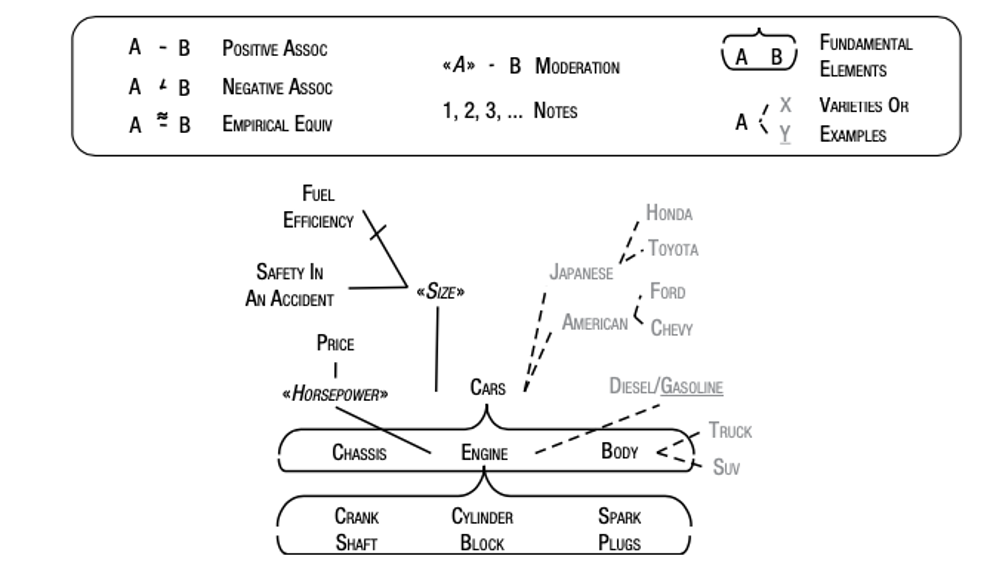 A - B POSITIVE ASSOC
A ⌿ B NEGATIVE ASSOC
A ≈- B EMPIRICAL EQUIV
«A» - B MODERATION
1, 2, 3, ... NOTES
A B FUNDAMENTAL
ELEMENTS
A X VARIETIES OR
Y EXAMPLES
FUEL
EFFICIENCY
SAFETY IN
AN ACCIDENT
«SIZE»
PRICE
«HORSEPOWER»
HONDA
TOYOTA
JAPANESE
FORD
AMERICAN
CHEVY
CARS
DIESEL/GASOLINE
TRUCK
SUV
CHASSIS ENGINE BODY
CRANK CYLINDER SPARK
SHAFT BLOCK PLUGS